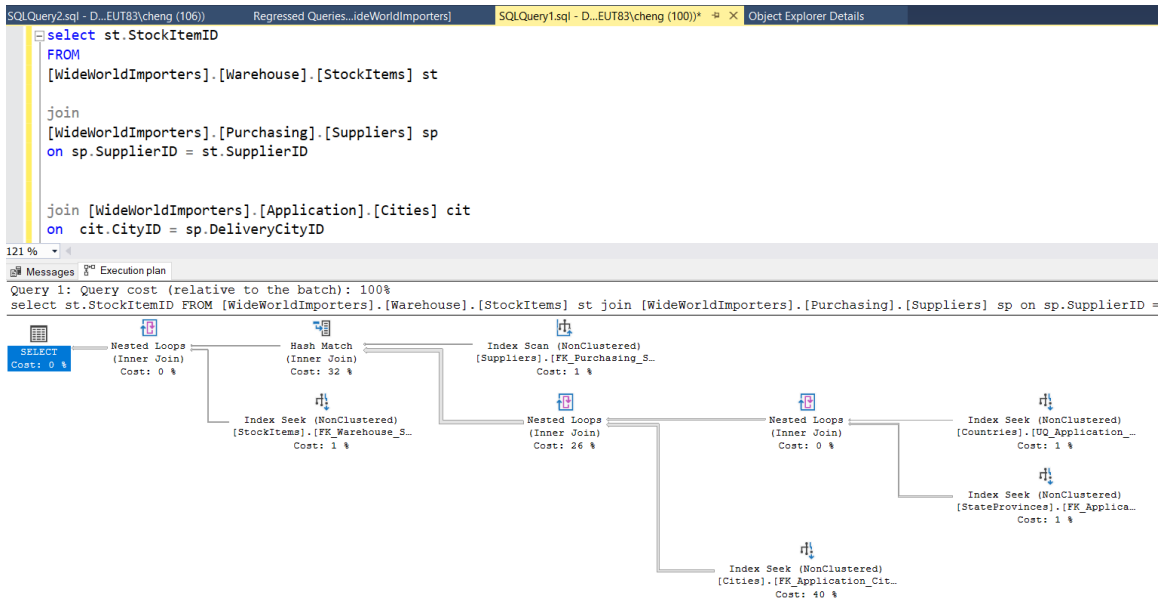 SQLQuery2.sql - D...EUT83\cheng (106))    Regressed Queries...ideWorldImporters]    SQLQuery1.sql - D...EUT83\cheng (100))*    Object Explorer Details
select st.StockItemID
FROM
[WideWorldImporters].[Warehouse].[StockItems] st
join
[WideWorldImporters].[Purchasing].[Suppliers] sp
on sp.SupplierID = st.SupplierID
join [WideWorldImporters].[Application].[Cities] cit
on  cit.CityID = sp.DeliveryCityID
121 %
Messages    Execution plan
Query 1: Query cost (relative to the batch): 100%
select st.StockItemID FROM [WideWorldImporters].[Warehouse].[StockItems] st join [WideWorldImporters].[Purchasing].[Suppliers] sp on sp.SupplierID =
SELECT
Cost: 0 %
Nested Loops
(Inner Join)
Cost: 0 %
Hash Match
(Inner Join)
Cost: 32 %
Index Scan (NonClustered)
[Suppliers].[FK_Purchasing_S…
Cost: 1 %
Index Seek (NonClustered)
[StockItems].[FK_Warehouse_S…
Cost: 1 %
Nested Loops
(Inner Join)
Cost: 26 %
Nested Loops
(Inner Join)
Cost: 0 %
Index Seek (NonClustered)
[Countries].[UQ_Application_…
Cost: 1 %
Index Seek (NonClustered)
[StateProvinces].[FK_Applica…
Cost: 1 %
Index Seek (NonClustered)
[Cities].[FK_Application_Cit…
Cost: 40 %